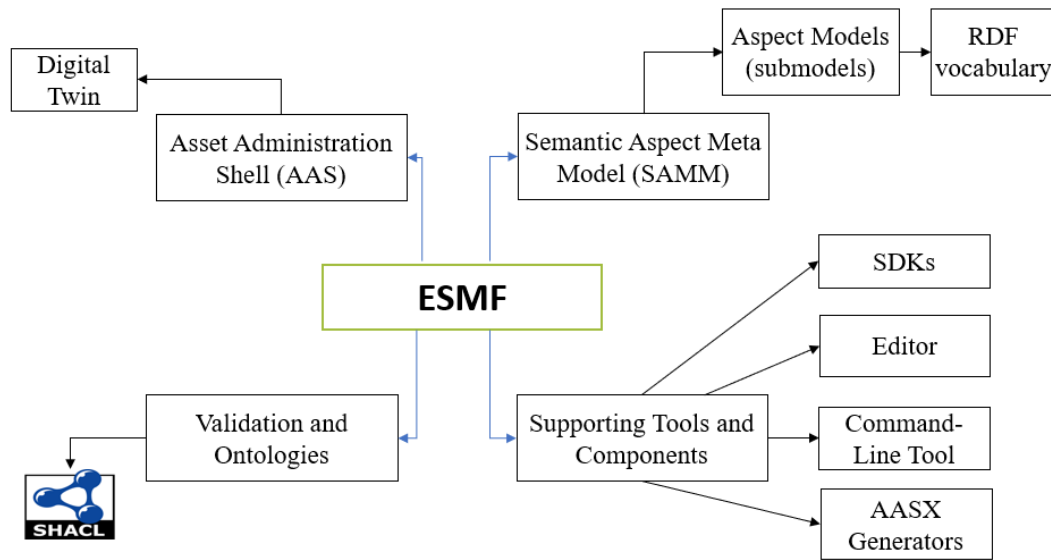 Digital
Twin
Asset Administration
Shell (AAS)
Semantic Aspect Meta
Model (SAMM)
Aspect Models
(submodels)
RDF
vocabulary
ESMF
Validation and
Ontologies
SHACL
Supporting Tools and
Components
SDKs
Editor
Command-
Line Tool
AASX
Generators